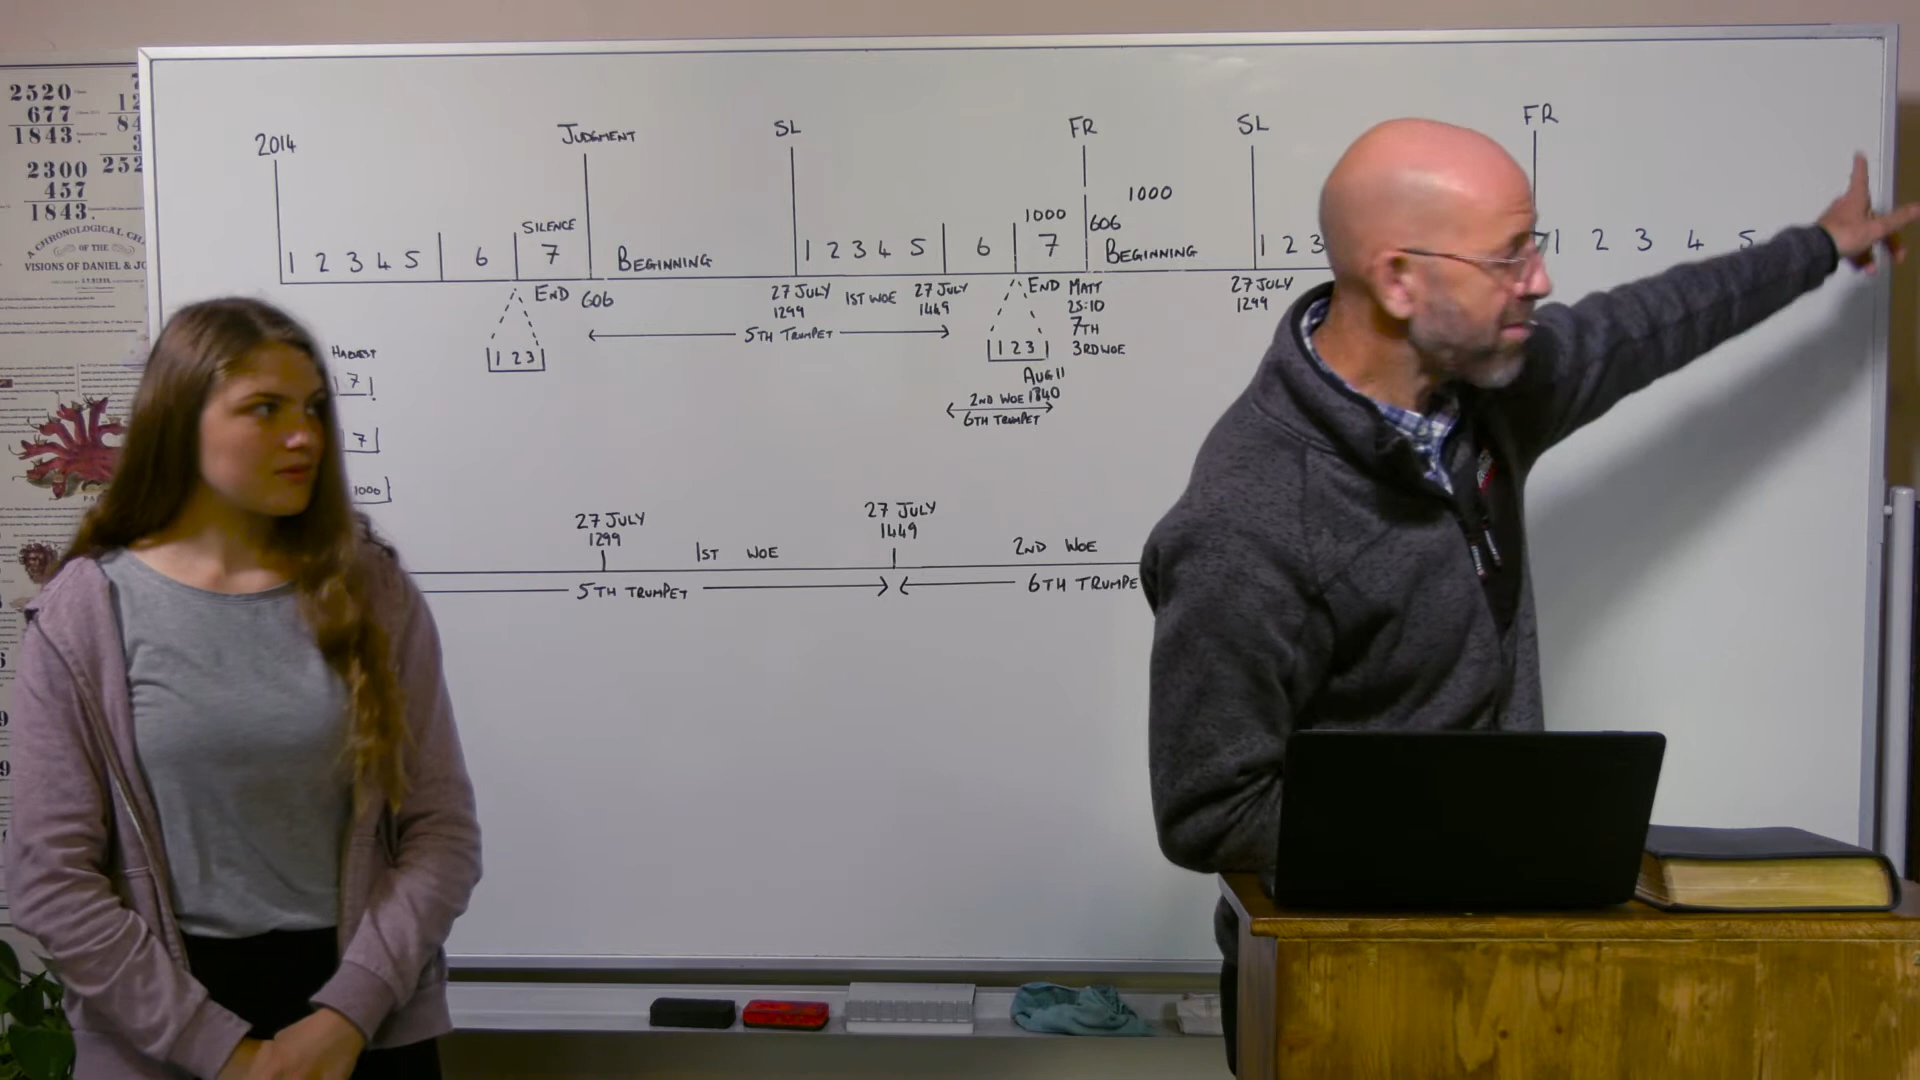 2520
677
1843.
2300
457
1843.
252
A CHRONOLOGICAL
OF THE
VISIONS OF DANIEL & JO
2014
JUDGMENT
SL
FR
SL
FR
1 2 3 4 5
6
SILENCE
7
BEGINNING
1 2 3 4 5
6
1000
7
1000
606
BEGINNING
1 2 3
1 2 3 4 5
END
606
27 JULY
1299
1ST WOE
27 JULY
1449
END
MATT
25:10
7TH
3RD WOE
27 JULY
1299
5TH TRUMPET
1 2 3
1 2 3
AUG 11
1840
2ND WOE
6TH TRUMPET
HARVEST
7
7
1000
27 JULY
1299
1ST WOE
27 JULY
1449
2ND WOE
5TH TRUMPET
6TH TRUMPE